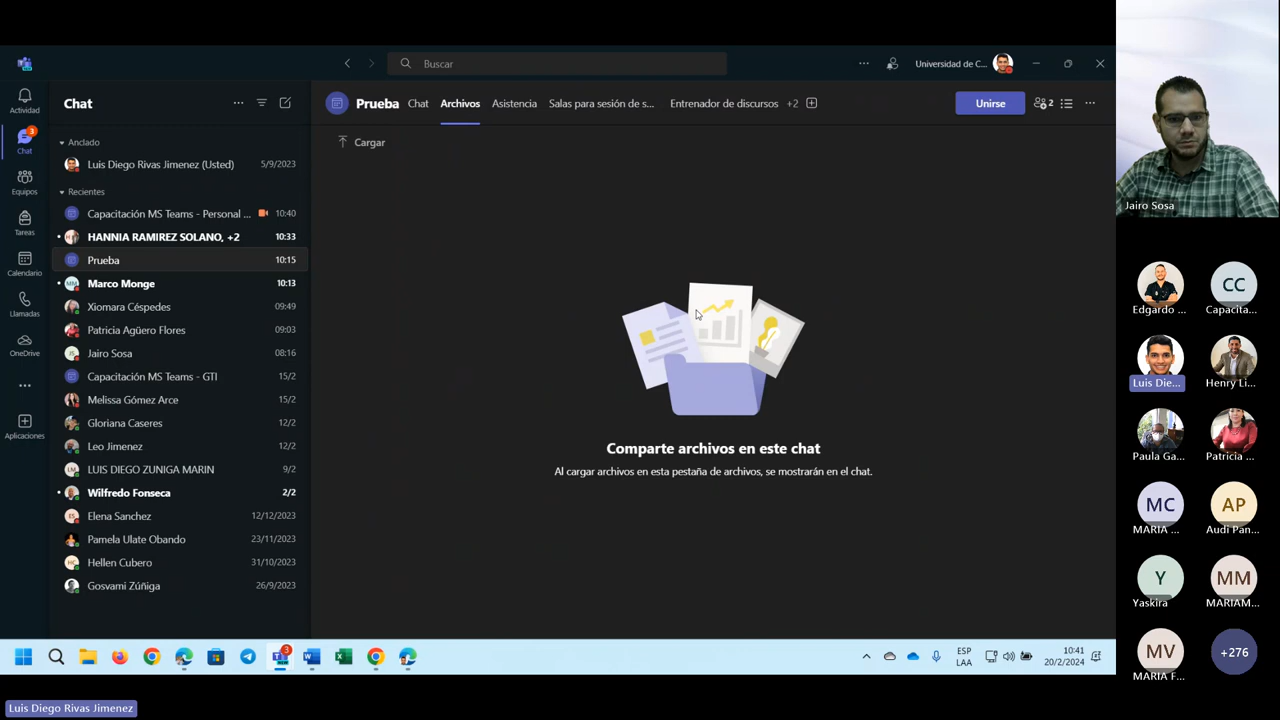 Buscar
Universidad de C...
Actividad
3
Chat
Equipos
Tareas
Calendario
Llamadas
OneDrive
Aplicaciones
Chat
Anclado
Luis Diego Rivas Jimenez (Usted) 5/9/2023
Recientes
Capacitación MS Teams - Personal ... 10:40
HANNIA RAMIREZ SOLANO, +2 10:33
Prueba 10:15
MM Marco Monge 10:13
Xiomara Céspedes 09:49
Patricia Agüero Flores 09:03
JS Jairo Sosa 08:16
Capacitación MS Teams - GTI 15/2
Melissa Gómez Arce 15/2
Gloriana Caseres 12/2
Leo Jimenez 12/2
LM LUIS DIEGO ZUNIGA MARIN 9/2
Wilfredo Fonseca 2/2
ES Elena Sanchez 12/12/2023
Pamela Ulate Obando 23/11/2023
HC Hellen Cubero 31/10/2023
Gosvami Zúñiga 26/9/2023
Prueba Chat Archivos Asistencia Salas para sesión de s... Entrenador de discursos +2
Unirse
2
Cargar
Comparte archivos en este chat
Al cargar archivos en esta pestaña de archivos, se mostrarán en el chat.
3
ESP
LAA
10:41
20/2/2024
Luis Diego Rivas Jimenez
Jairo Sosa
Edgardo ...
CC
Capacita...
Luis Die...
Henry Li...
Paula Ga...
Patricia ...
MC
MARIA ...
AP
Audi Pan...
Y
Yaskira
MM
MARIAM...
MV
MARIA F...
+276